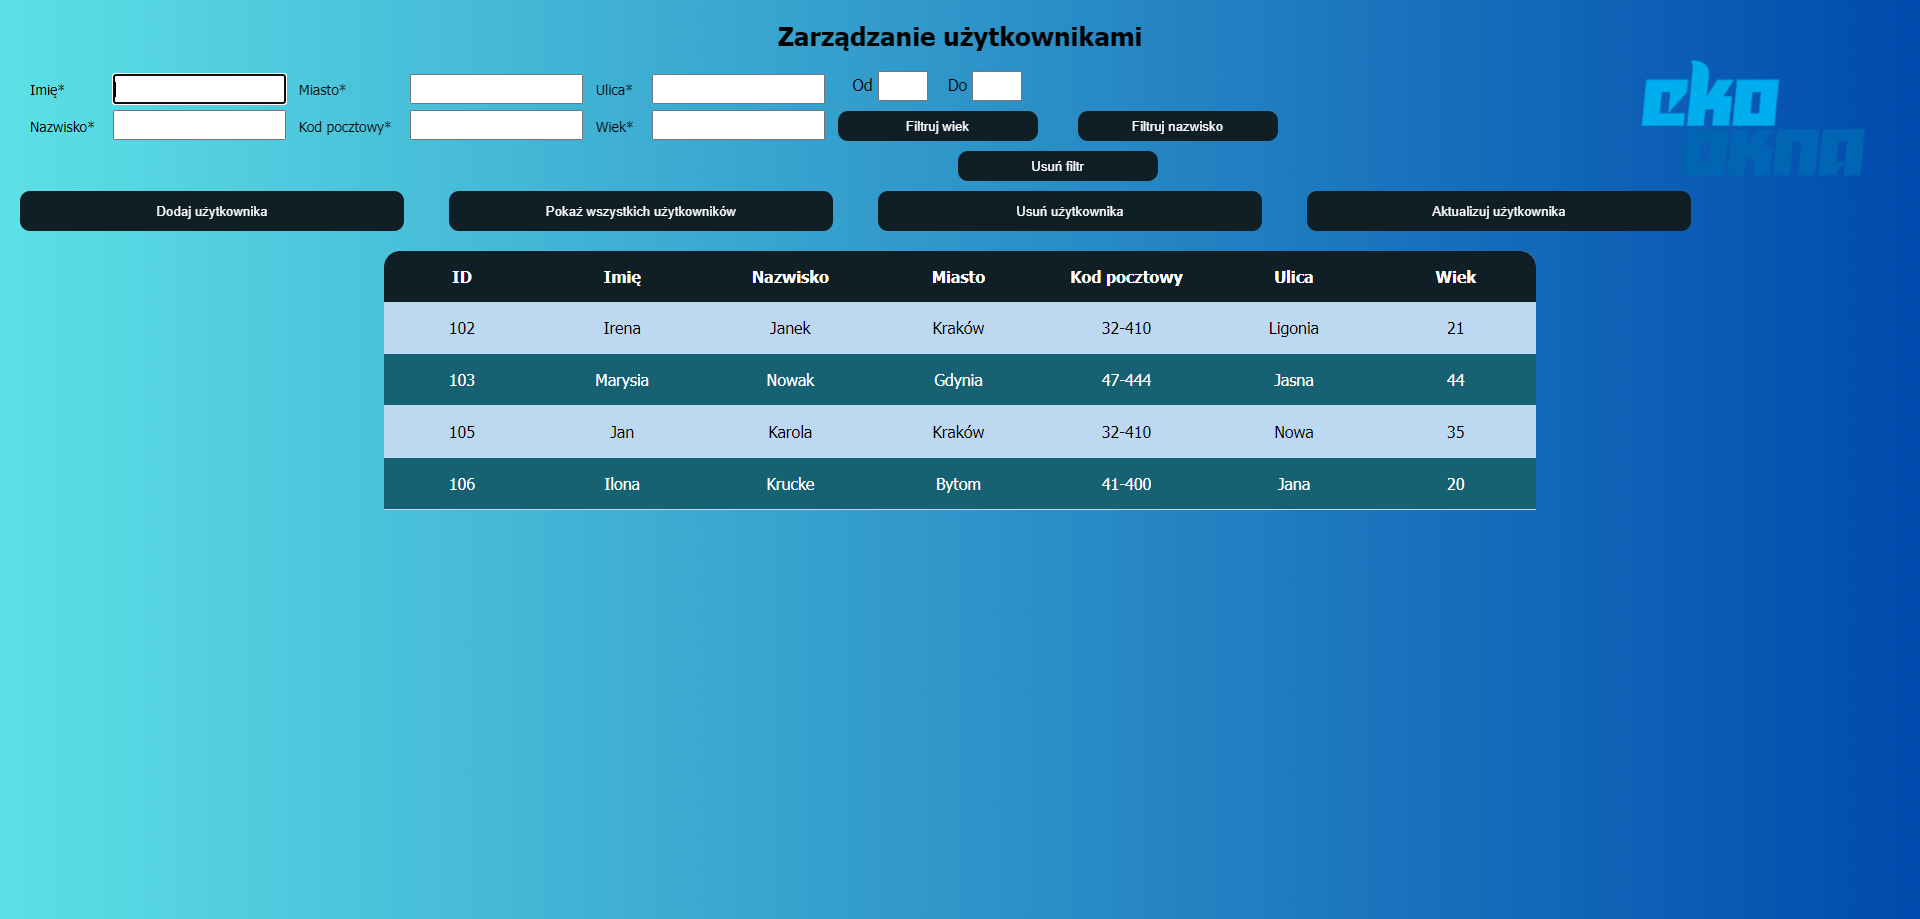 Zarządzanie użytkownikami
Imię* Miasto* Ulica* Od Do
Nazwisko* Kod pocztowy* Wiek* Filtruj wiek Filtruj nazwisko
eko
okna
Usuń filtr
Dodaj użytkownika Pokaż wszystkich użytkowników Usuń użytkownika Aktualizuj użytkownika
ID Imię Nazwisko Miasto Kod pocztowy Ulica Wiek
102 Irena Janek Kraków 32-410 Ligonia 21
103 Marysia Nowak Gdynia 47-444 Jasna 44
105 Jan Karola Kraków 32-410 Nowa 35
106 Ilona Krucke Bytom 41-400 Jana 20